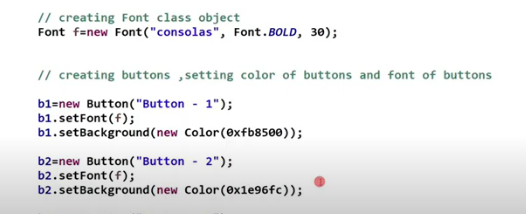 // creating Font class object
Font f=new Font("consolas", Font.BOLD, 30);
// creating buttons ,setting color of buttons and font of buttons
b1=new Button("Button - 1");
b1.setFont(f);
b1.setBackground(new Color(0xfb8500));
b2=new Button("Button - 2");
b2.setFont(f);
b2.setBackground(new Color(0x1e96fc));